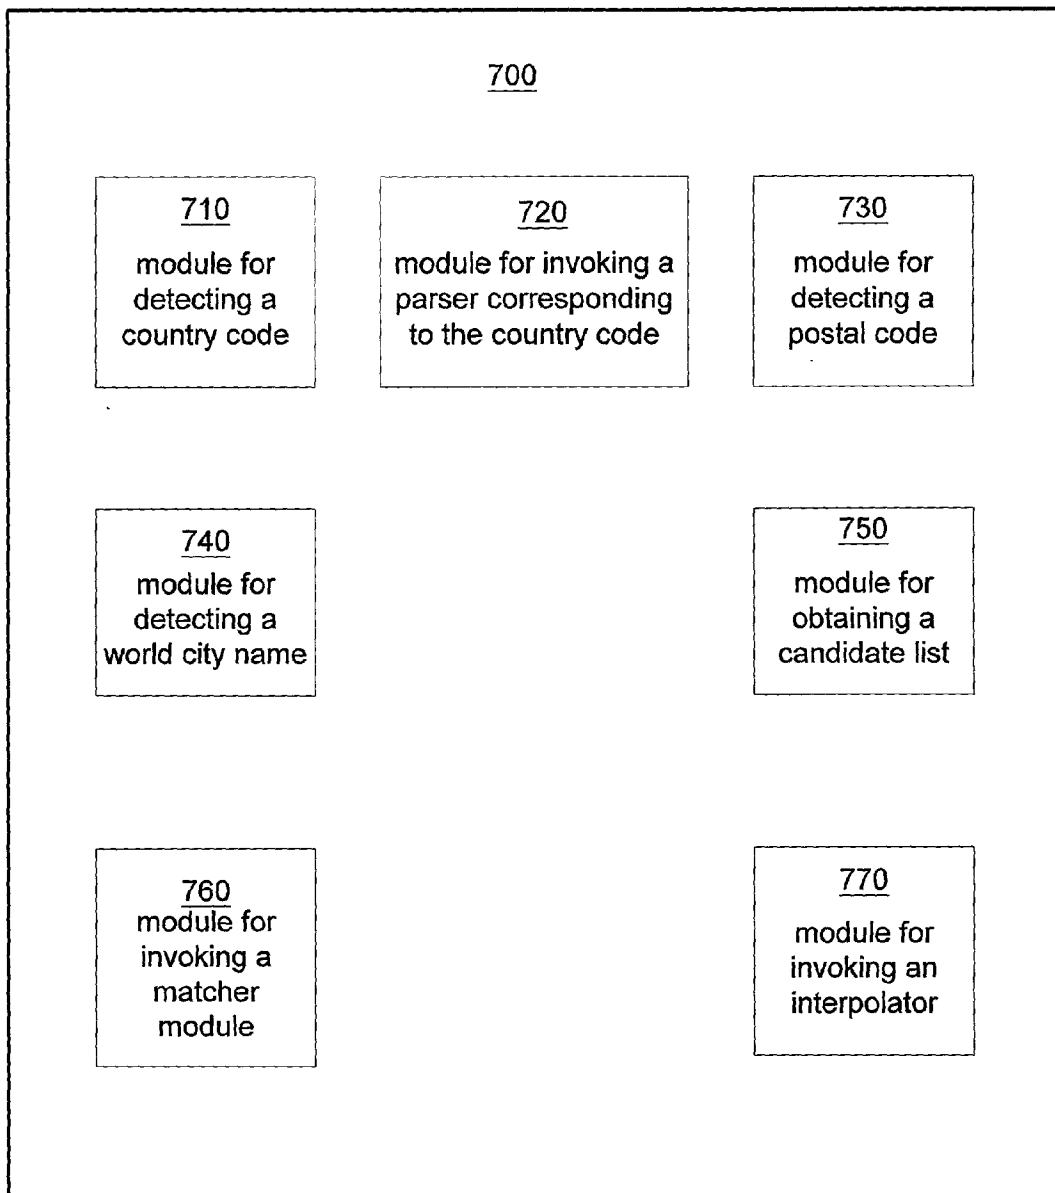 700
710
module for
detecting a
country code
720
module for invoking a
parser corresponding
to the country code
730
module for
detecting a
postal code
740
module for
detecting a
world city name
750
module for
obtaining a
candidate list
760
module for
invoking a
matcher
module
770
module for
invoking an
interpolator